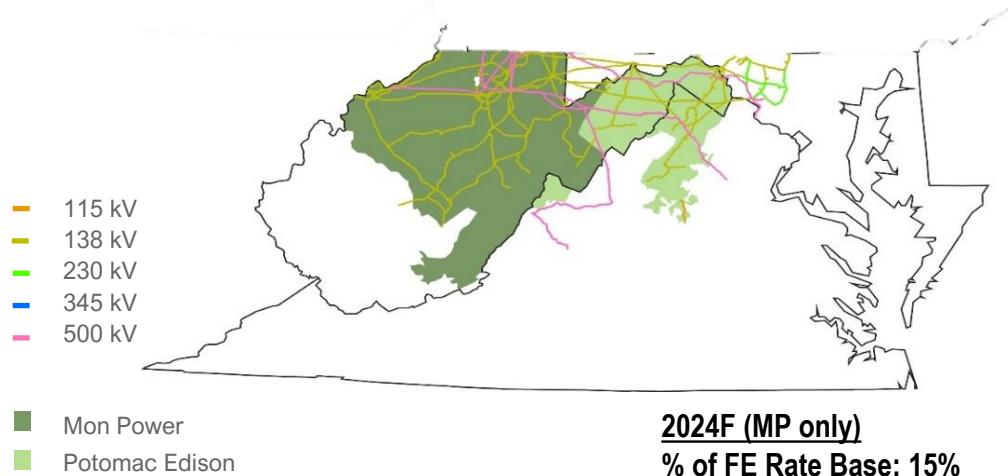 115 kV
138 kV
230 kV
345 kV
500 kV
Mon Power
Potomac Edison
2024F (MP only)
% of FE Rate Base: 15%